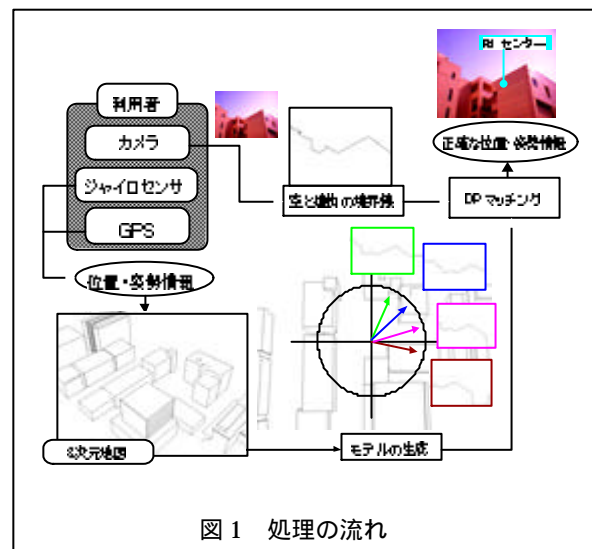 RI センター
利用者
カメラ
ジャイロセンサ
GPS
空と建物の境界線
正確な位置・姿勢情報
DP マッチング
位置・姿勢情報
3次元地図
モデルの生成
図 1 処理の流れ